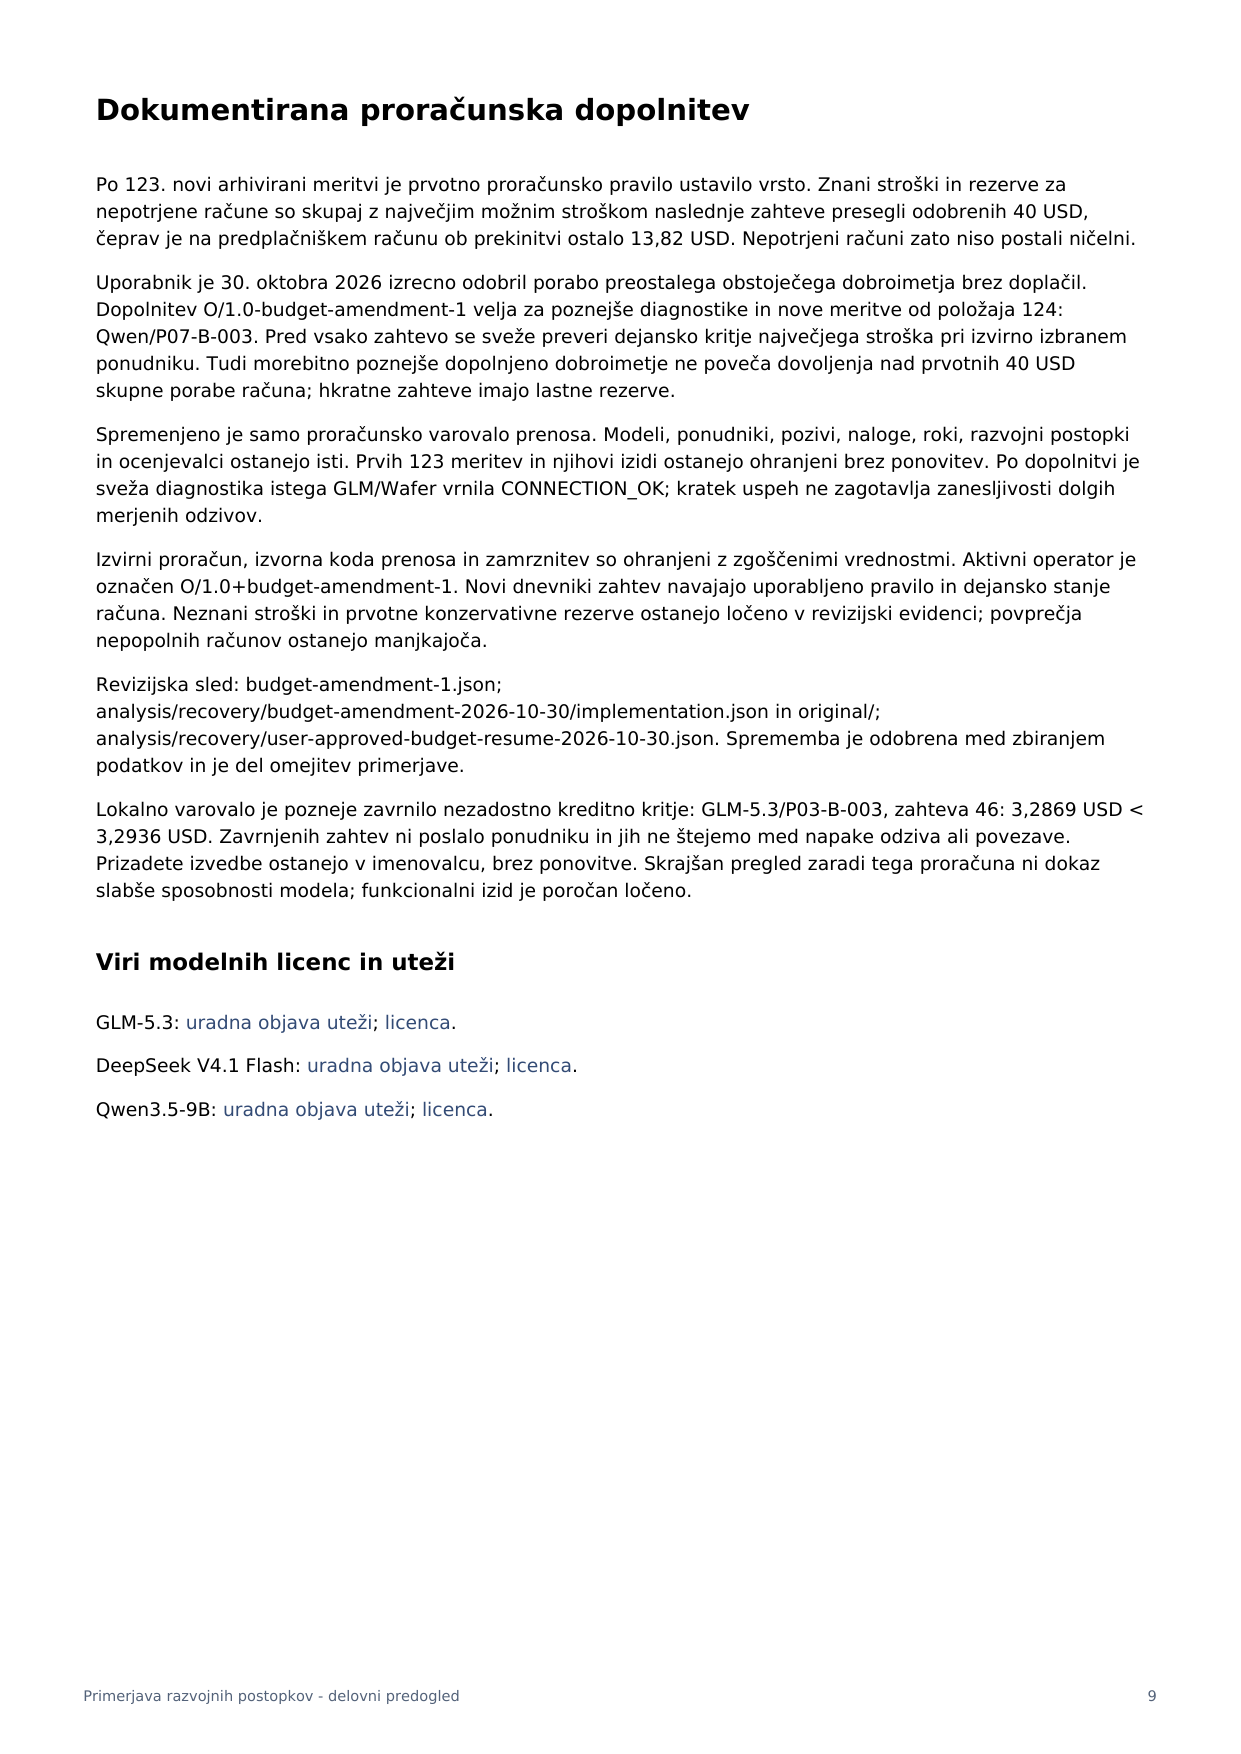 Dokumentirana proračunska dopolnitev
Po 123. novi arhivirani meritvi je prvotno proračunsko pravilo ustavilo vrsto. Znani stroški in rezerve za
nepotrjene račune so skupaj z največjim možnim stroškom naslednje zahteve presegli odobrenih 40 USD,
čeprav je na predplačniškem računu ob prekinitvi ostalo 13,82 USD. Nepotrjeni računi zato niso postali ničelni.
Uporabnik je 30. oktobra 2026 izrecno odobril porabo preostalega obstoječega dobroimetja brez doplačil.
Dopolnitev O/1.0-budget-amendment-1 velja za poznejše diagnostike in nove meritve od položaja 124:
Qwen/P07-B-003. Pred vsako zahtevo se sveže preveri dejansko kritje največjega stroška pri izvirno izbranem
ponudniku. Tudi morebitno poznejše dopolnjeno dobroimetje ne poveča dovoljenja nad prvotnih 40 USD
skupne porabe računa; hkratne zahteve imajo lastne rezerve.
Spremenjeno je samo proračunsko varovalo prenosa. Modeli, ponudniki, pozivi, naloge, roki, razvojni postopki
in ocenjevalci ostanejo isti. Prvih 123 meritev in njihovi izidi ostanejo ohranjeni brez ponovitev. Po dopolnitvi je
sveža diagnostika istega GLM/Wafer vrnila CONNECTION_OK; kratek uspeh ne zagotavlja zanesljivosti dolgih
merjenih odzivov.
Izvirni proračun, izvorna koda prenosa in zamrznitev so ohranjeni z zgoščenimi vrednostmi. Aktivni operator je
označen O/1.0+budget-amendment-1. Novi dnevniki zahtev navajajo uporabljeno pravilo in dejansko stanje
računa. Neznani stroški in prvotne konzervativne rezerve ostanejo ločeno v revizijski evidenci; povprečja
nepopolnih računov ostanejo manjkajoča.
Revizijska sled: budget-amendment-1.json;
analysis/recovery/budget-amendment-2026-10-30/implementation.json in original/;
analysis/recovery/user-approved-budget-resume-2026-10-30.json. Sprememba je odobrena med zbiranjem
podatkov in je del omejitev primerjave.
Lokalno varovalo je pozneje zavrnilo nezadostno kreditno kritje: GLM-5.3/P03-B-003, zahteva 46: 3,2869 USD <
3,2936 USD. Zavrnjenih zahtev ni poslalo ponudniku in jih ne štejemo med napake odziva ali povezave.
Prizadete izvedbe ostanejo v imenovalcu, brez ponovitve. Skrajšan pregled zaradi tega proračuna ni dokaz
slabše sposobnosti modela; funkcionalni izid je poročan ločeno.
Viri modelnih licenc in uteži
GLM-5.3: uradna objava uteži; licenca.
DeepSeek V4.1 Flash: uradna objava uteži; licenca.
Qwen3.5-9B: uradna objava uteži; licenca.
Primerjava razvojnih postopkov - delovni predogled
9